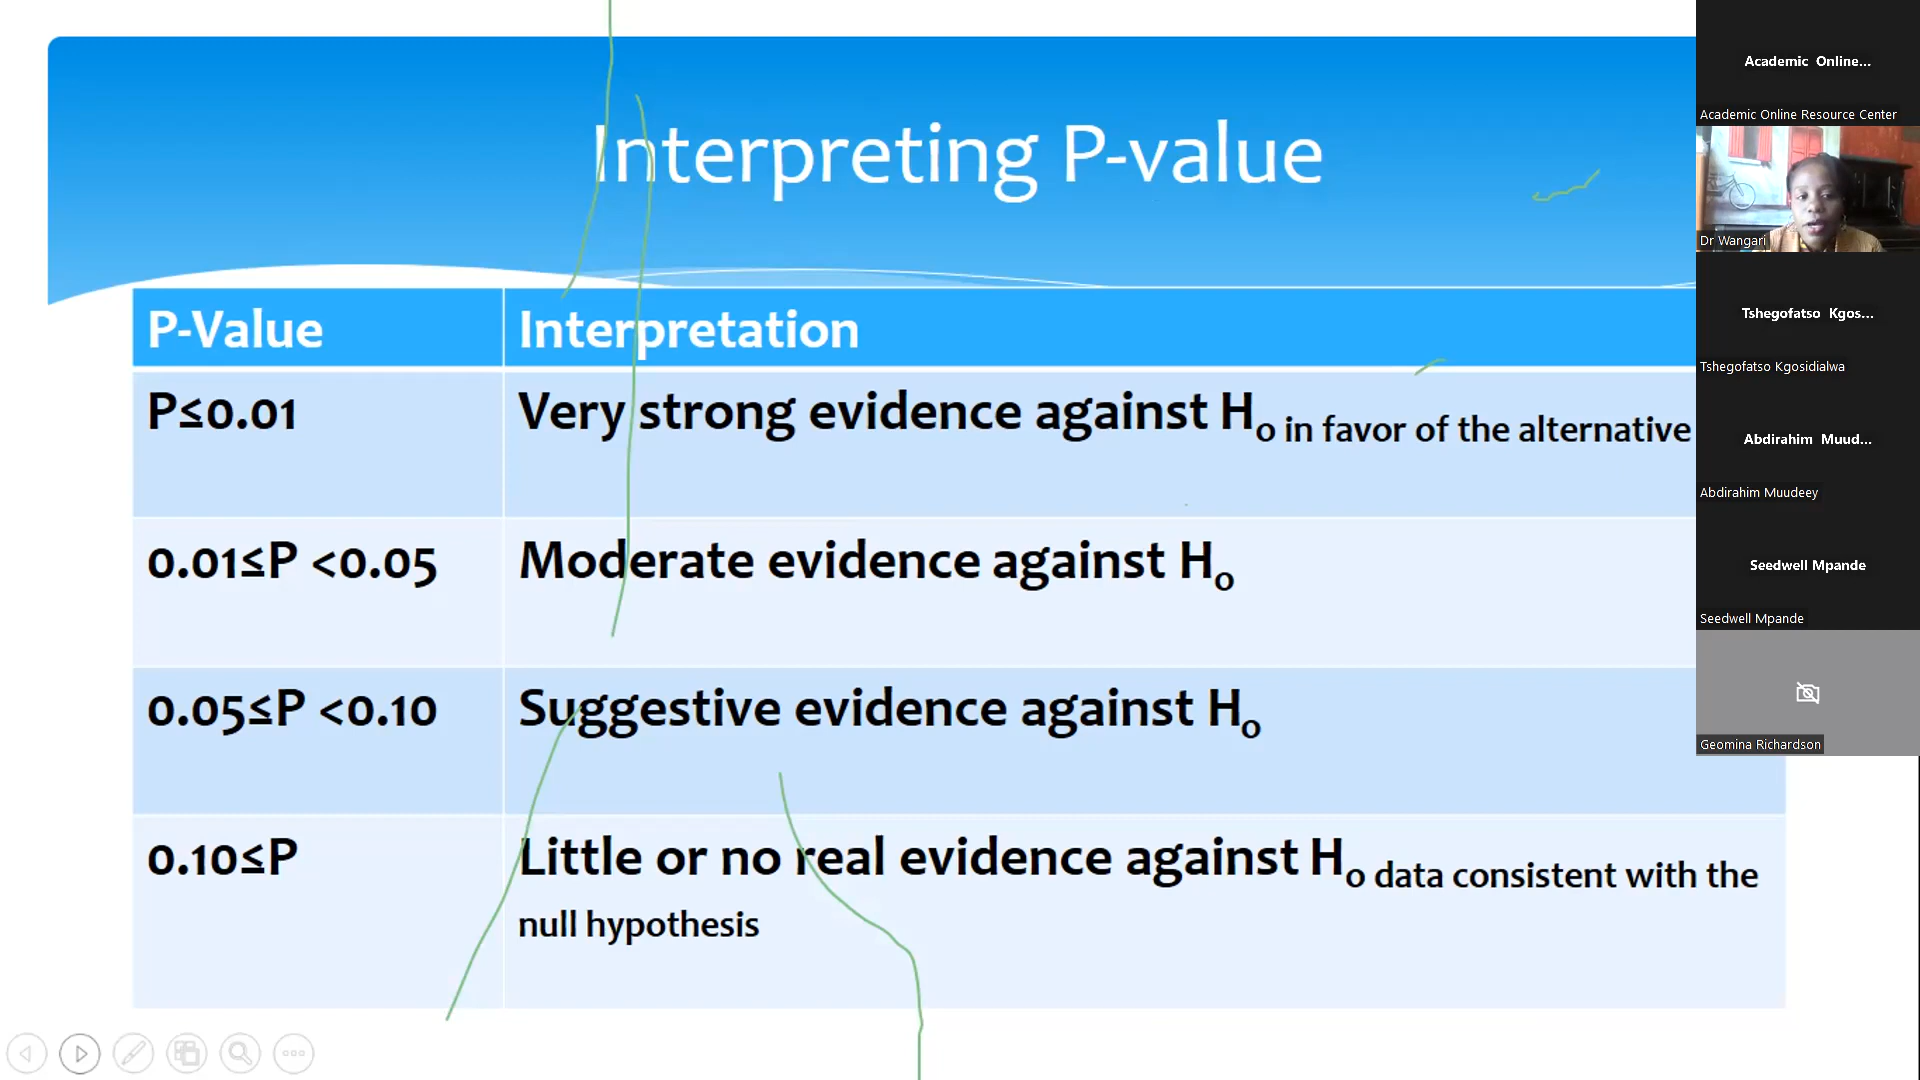 Interpreting P-value
P-Value
Interpretation
P≤0.01
Very strong evidence against Ho in favor of the alternative
0.01≤P <0.05
Moderate evidence against Ho
0.05≤P <0.10
Suggestive evidence against Ho
0.10≤P
Little or no real evidence against Ho data consistent with the
null hypothesis
Academic Online...
Academic Online Resource Center
Dr Wangari
Tshegofatso Kgos...
Tshegofatso Kgosidialwa
Abdirahim Muud...
Abdirahim Muudeey
Seedwell Mpande
Seedwell Mpande
Geomina Richardson